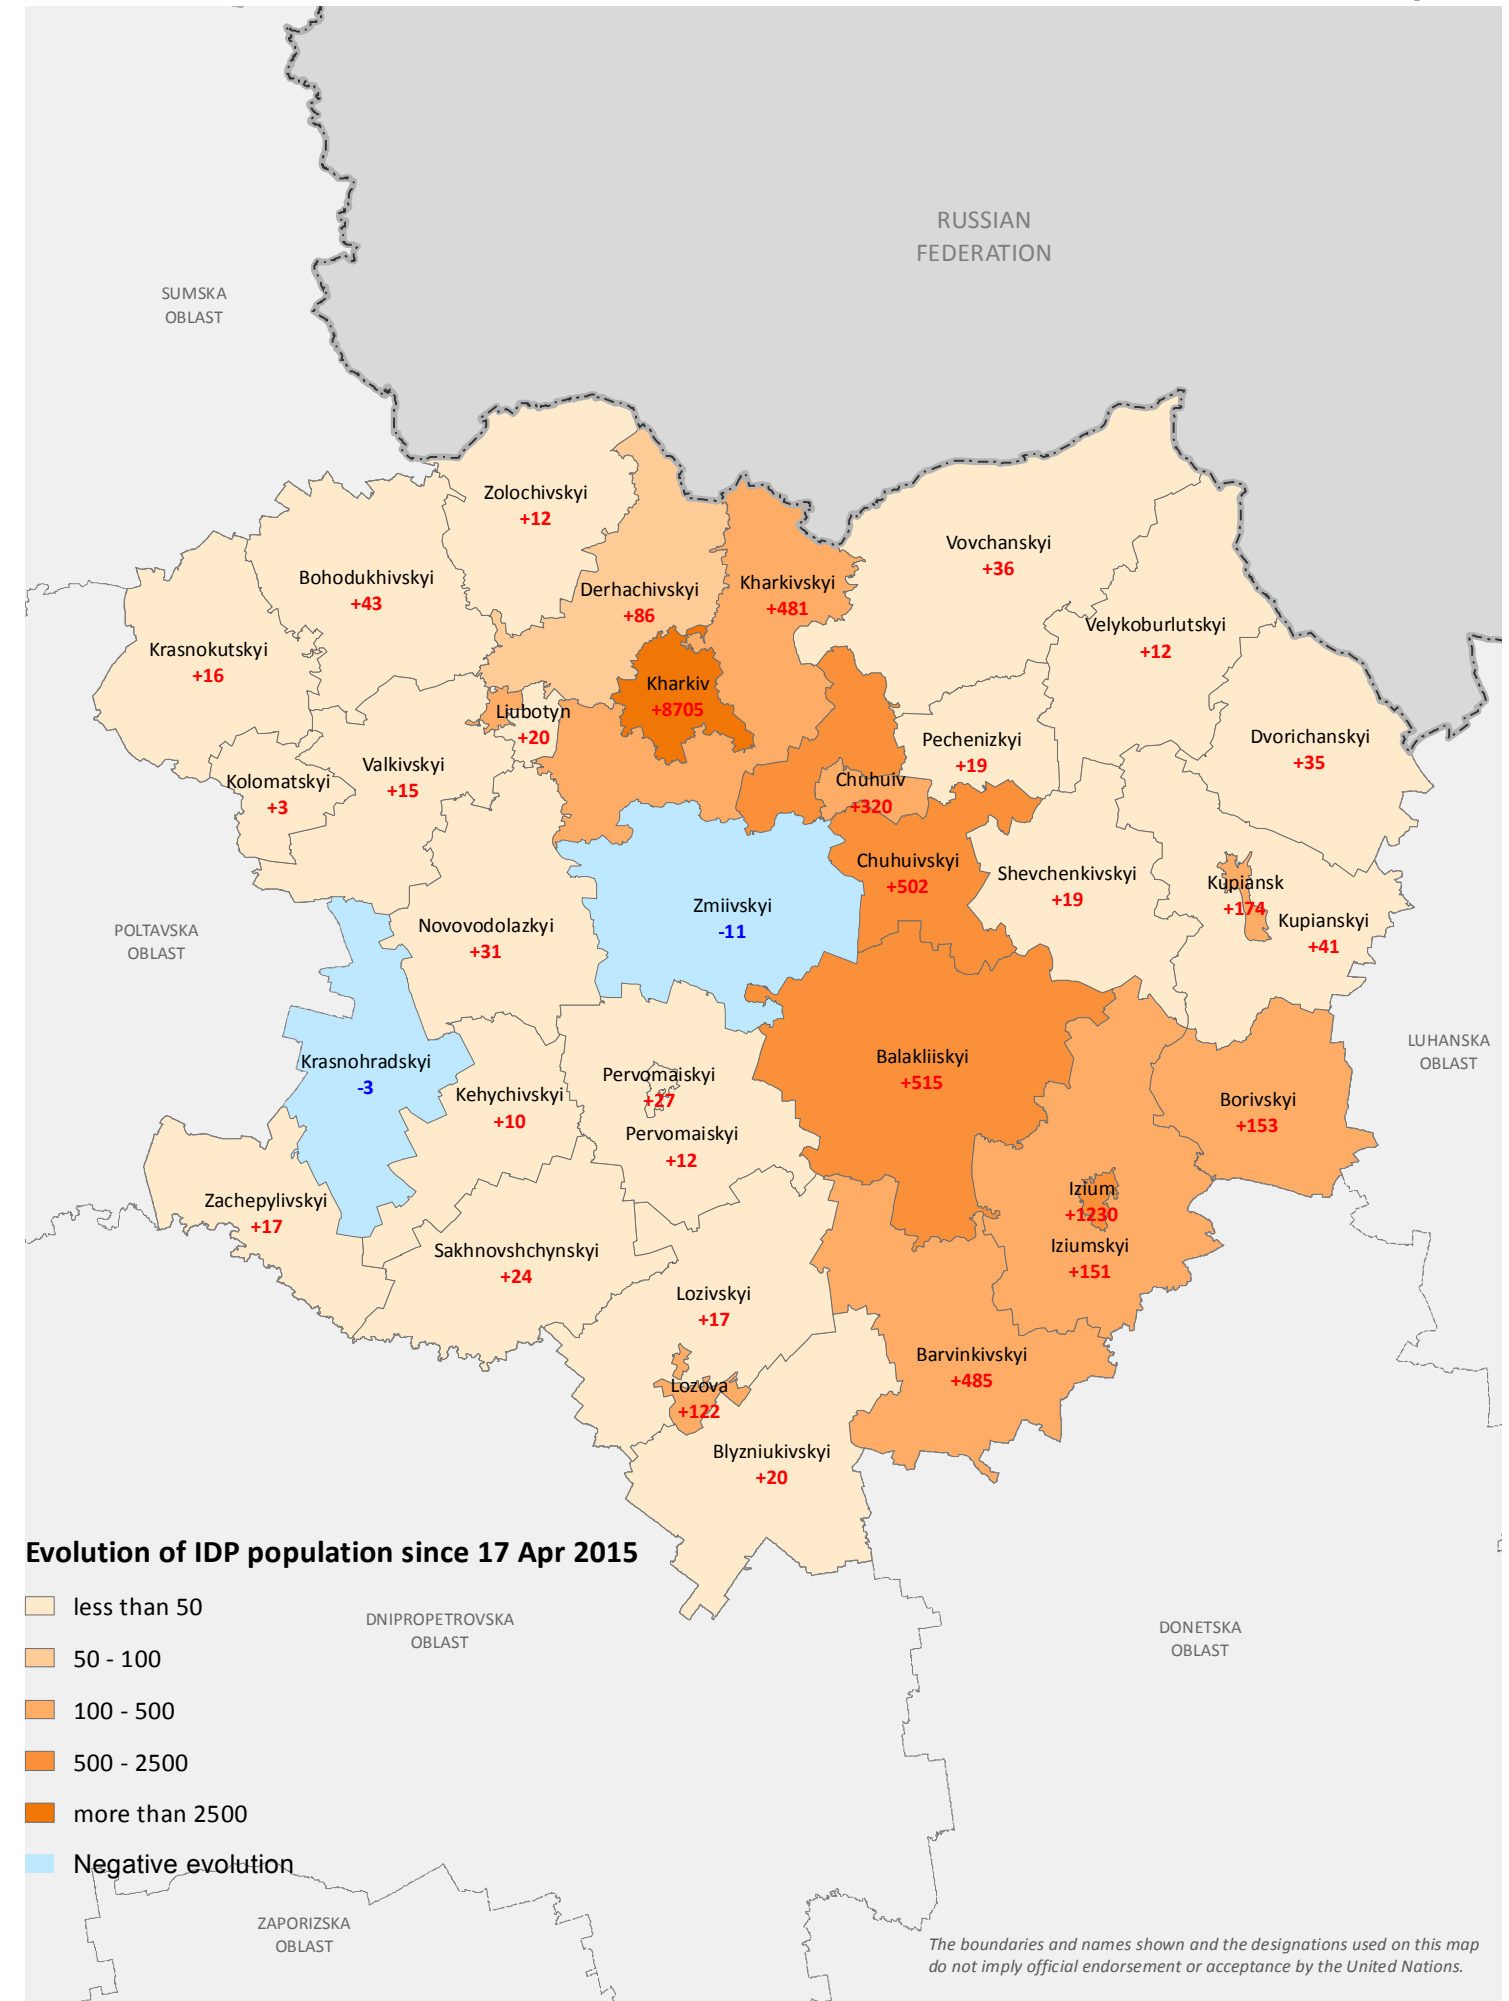 RUSSIAN
FEDERATION
SUMSKA
OBLAST
Zolochivskyi
+12
Vovchanskyi
+36
Bohodukhivskyi
+43
Derhachivskyi
+86
Kharkivskyi
+481
Velykoburlutskyi
+12
Krasnokutskyi
+16
Kharkiv
+8705
Liubotyn
+20
Pechenizkyi
+19
Dvorichanskyi
+35
Valkivskyi
+15
Kolomatskyi
+3
Chuhuiv
+320
Chuhuivskyi
+502
Shevchenkivskyi
+19
Kupiansk
+174
Kupianskyi
+41
Zmiivskyi
-11
Novovodolazkyi
+31
POLTAVSKA
OBLAST
LUHANSKA
OBLAST
Krasnohradskyi
-3
Balakliiskyi
+515
Pervomaiskyi
+27
Kehychivskyi
+10
Borivskyi
+153
Pervomaiskyi
+12
Zachepylivskyi
+17
Izium
+1230
Iziumskyi
+151
Sakhnovshchynskyi
+24
Lozivskyi
+17
Barvinkivskyi
+485
Lozova
+122
Blyzniukivskyi
+20
Evolution of IDP population since 17 Apr 2015
less than 50
50 - 100
100 - 500
500 - 2500
more than 2500
Negative evolution
DNIPROPETROVSKA
OBLAST
DONETSKA
OBLAST
ZAPORIZSKA
OBLAST
The boundaries and names shown and the designations used on this map
do not imply official endorsement or acceptance by the United Nations.